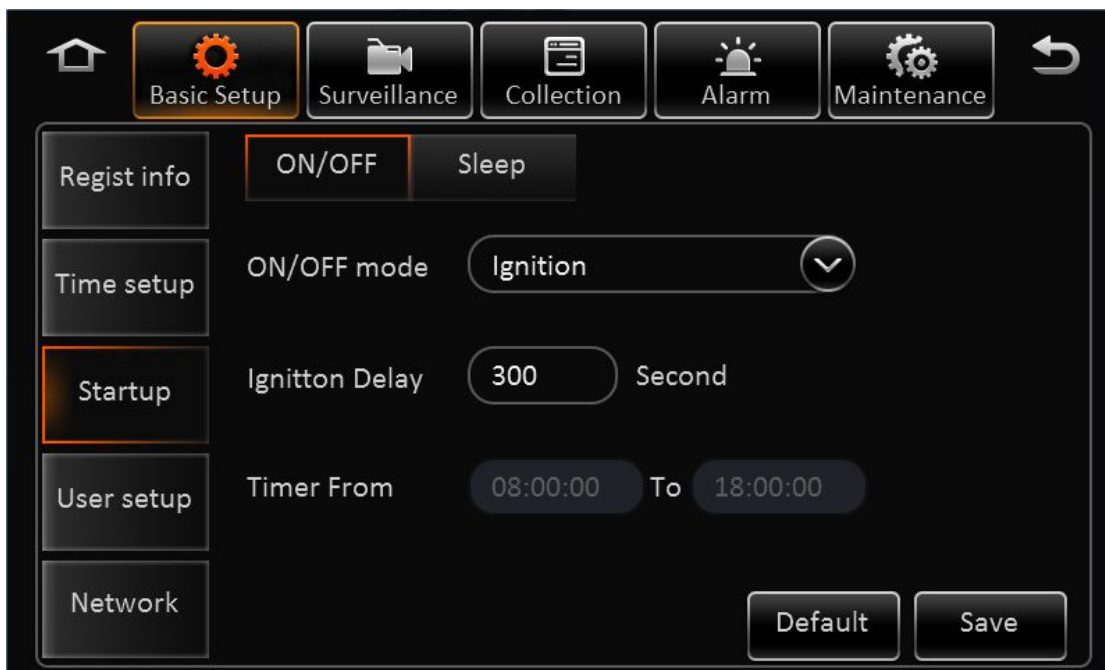 Basic Setup Surveillance Collection Alarm Maintenance
Regist info
Time setup
Startup
User setup
Network
ON/OFF Sleep
ON/OFF mode Ignition
Ignitton Delay 300 Second
Timer From 08:00:00 To 18:00:00
Default Save